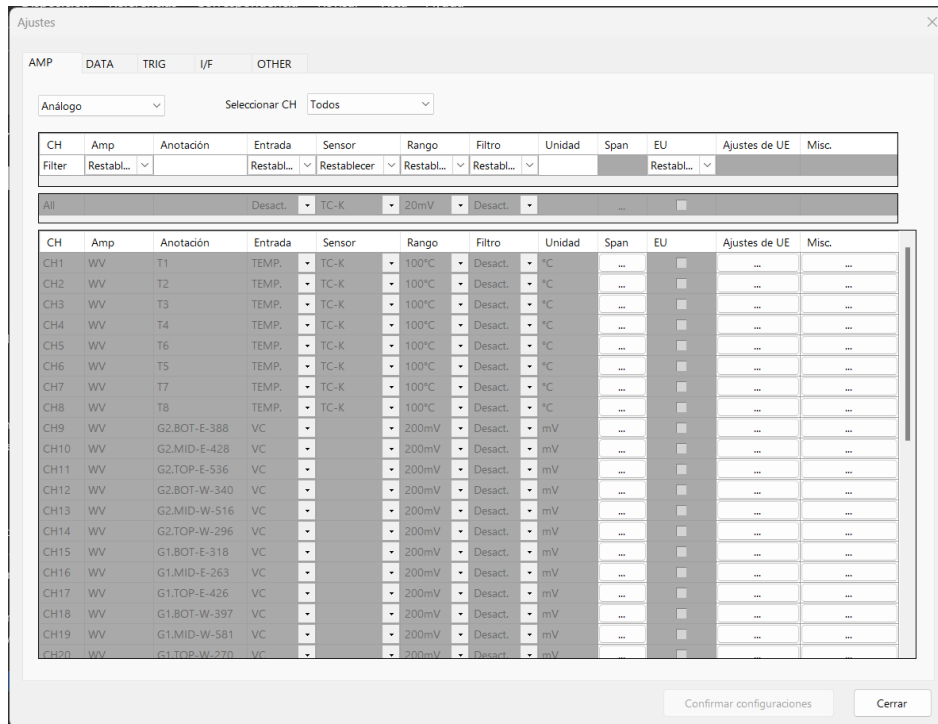 Ajustes
AMP DATA TRIG I/F OTHER
Análogo Seleccionar CH Todos
CH Amp Anotación Entrada Sensor Rango Filtro Unidad Span EU Ajustes de UE Misc.
Filter Restabl... Restabl... Restablecer Restabl... Restabl... Restabl...
All Desact. TC-K 20mV Desact. ...
CH Amp Anotación Entrada Sensor Rango Filtro Unidad Span EU Ajustes de UE Misc.
CH1 WV T1 TEMP. TC-K 100°C Desact. °C ... ... ...
CH2 WV T2 TEMP. TC-K 100°C Desact. °C ... ... ...
CH3 WV T3 TEMP. TC-K 100°C Desact. °C ... ... ...
CH4 WV T4 TEMP. TC-K 100°C Desact. °C ... ... ...
CH5 WV T6 TEMP. TC-K 100°C Desact. °C ... ... ...
CH6 WV T5 TEMP. TC-K 100°C Desact. °C ... ... ...
CH7 WV T7 TEMP. TC-K 100°C Desact. °C ... ... ...
CH8 WV T8 TEMP. TC-K 100°C Desact. °C ... ... ...
CH9 WV G2.BOT-E-388 VC 200mV Desact. mV ... ... ...
CH10 WV G2.MID-E-428 VC 200mV Desact. mV ... ... ...
CH11 WV G2.TOP-E-536 VC 200mV Desact. mV ... ... ...
CH12 WV G2.BOT-W-340 VC 200mV Desact. mV ... ... ...
CH13 WV G2.MID-W-516 VC 200mV Desact. mV ... ... ...
CH14 WV G2.TOP-W-296 VC 200mV Desact. mV ... ... ...
CH15 WV G1.BOT-E-318 VC 200mV Desact. mV ... ... ...
CH16 WV G1.MID-E-263 VC 200mV Desact. mV ... ... ...
CH17 WV G1.TOP-E-426 VC 200mV Desact. mV ... ... ...
CH18 WV G1.BOT-W-397 VC 200mV Desact. mV ... ... ...
CH19 WV G1.MID-W-581 VC 200mV Desact. mV ... ... ...
CH20 WV G1.TOP-W-270 VC 200mV Desact. mV ... ... ...
Confirmar configuraciones Cerrar